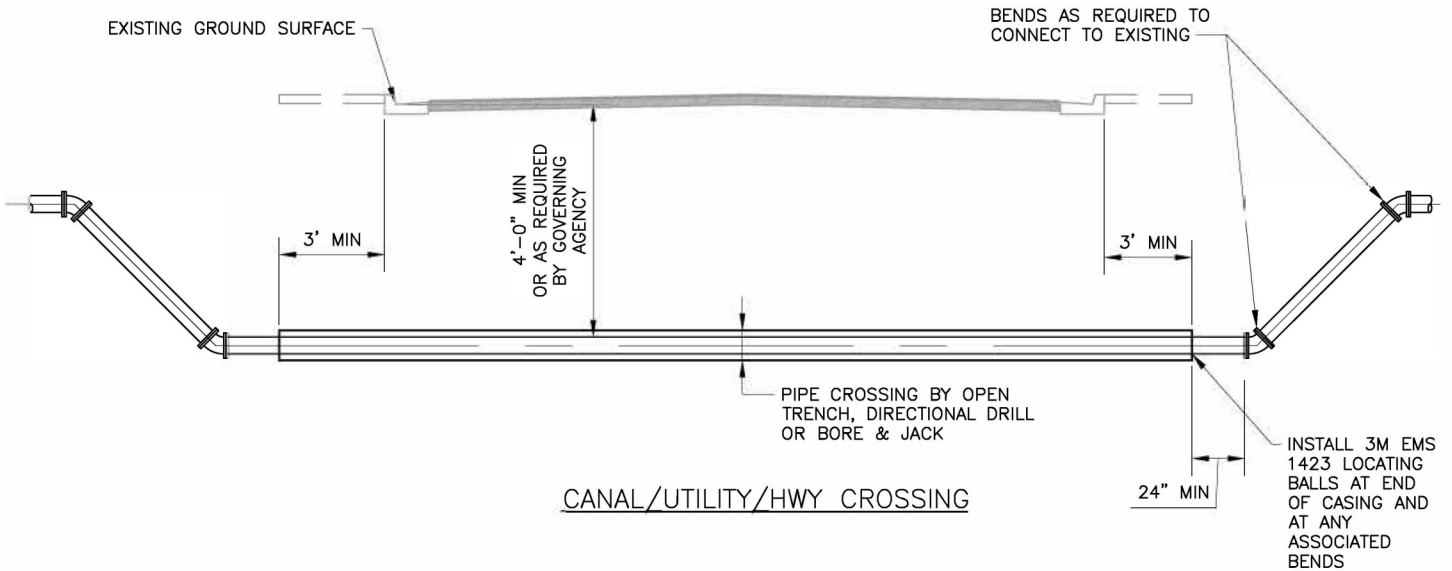 EXISTING GROUND SURFACE
BENDS AS REQUIRED TO
CONNECT TO EXISTING
3' MIN
4'-0" MIN
OR AS REQUIRED
BY GOVERNING
AGENCY
3' MIN
PIPE CROSSING BY OPEN
TRENCH, DIRECTIONAL DRILL
OR BORE & JACK
24" MIN
INSTALL 3M EMS
1423 LOCATING
BALLS AT END
OF CASING AND
AT ANY
ASSOCIATED
BENDS
CANAL/UTILITY/HWY CROSSING